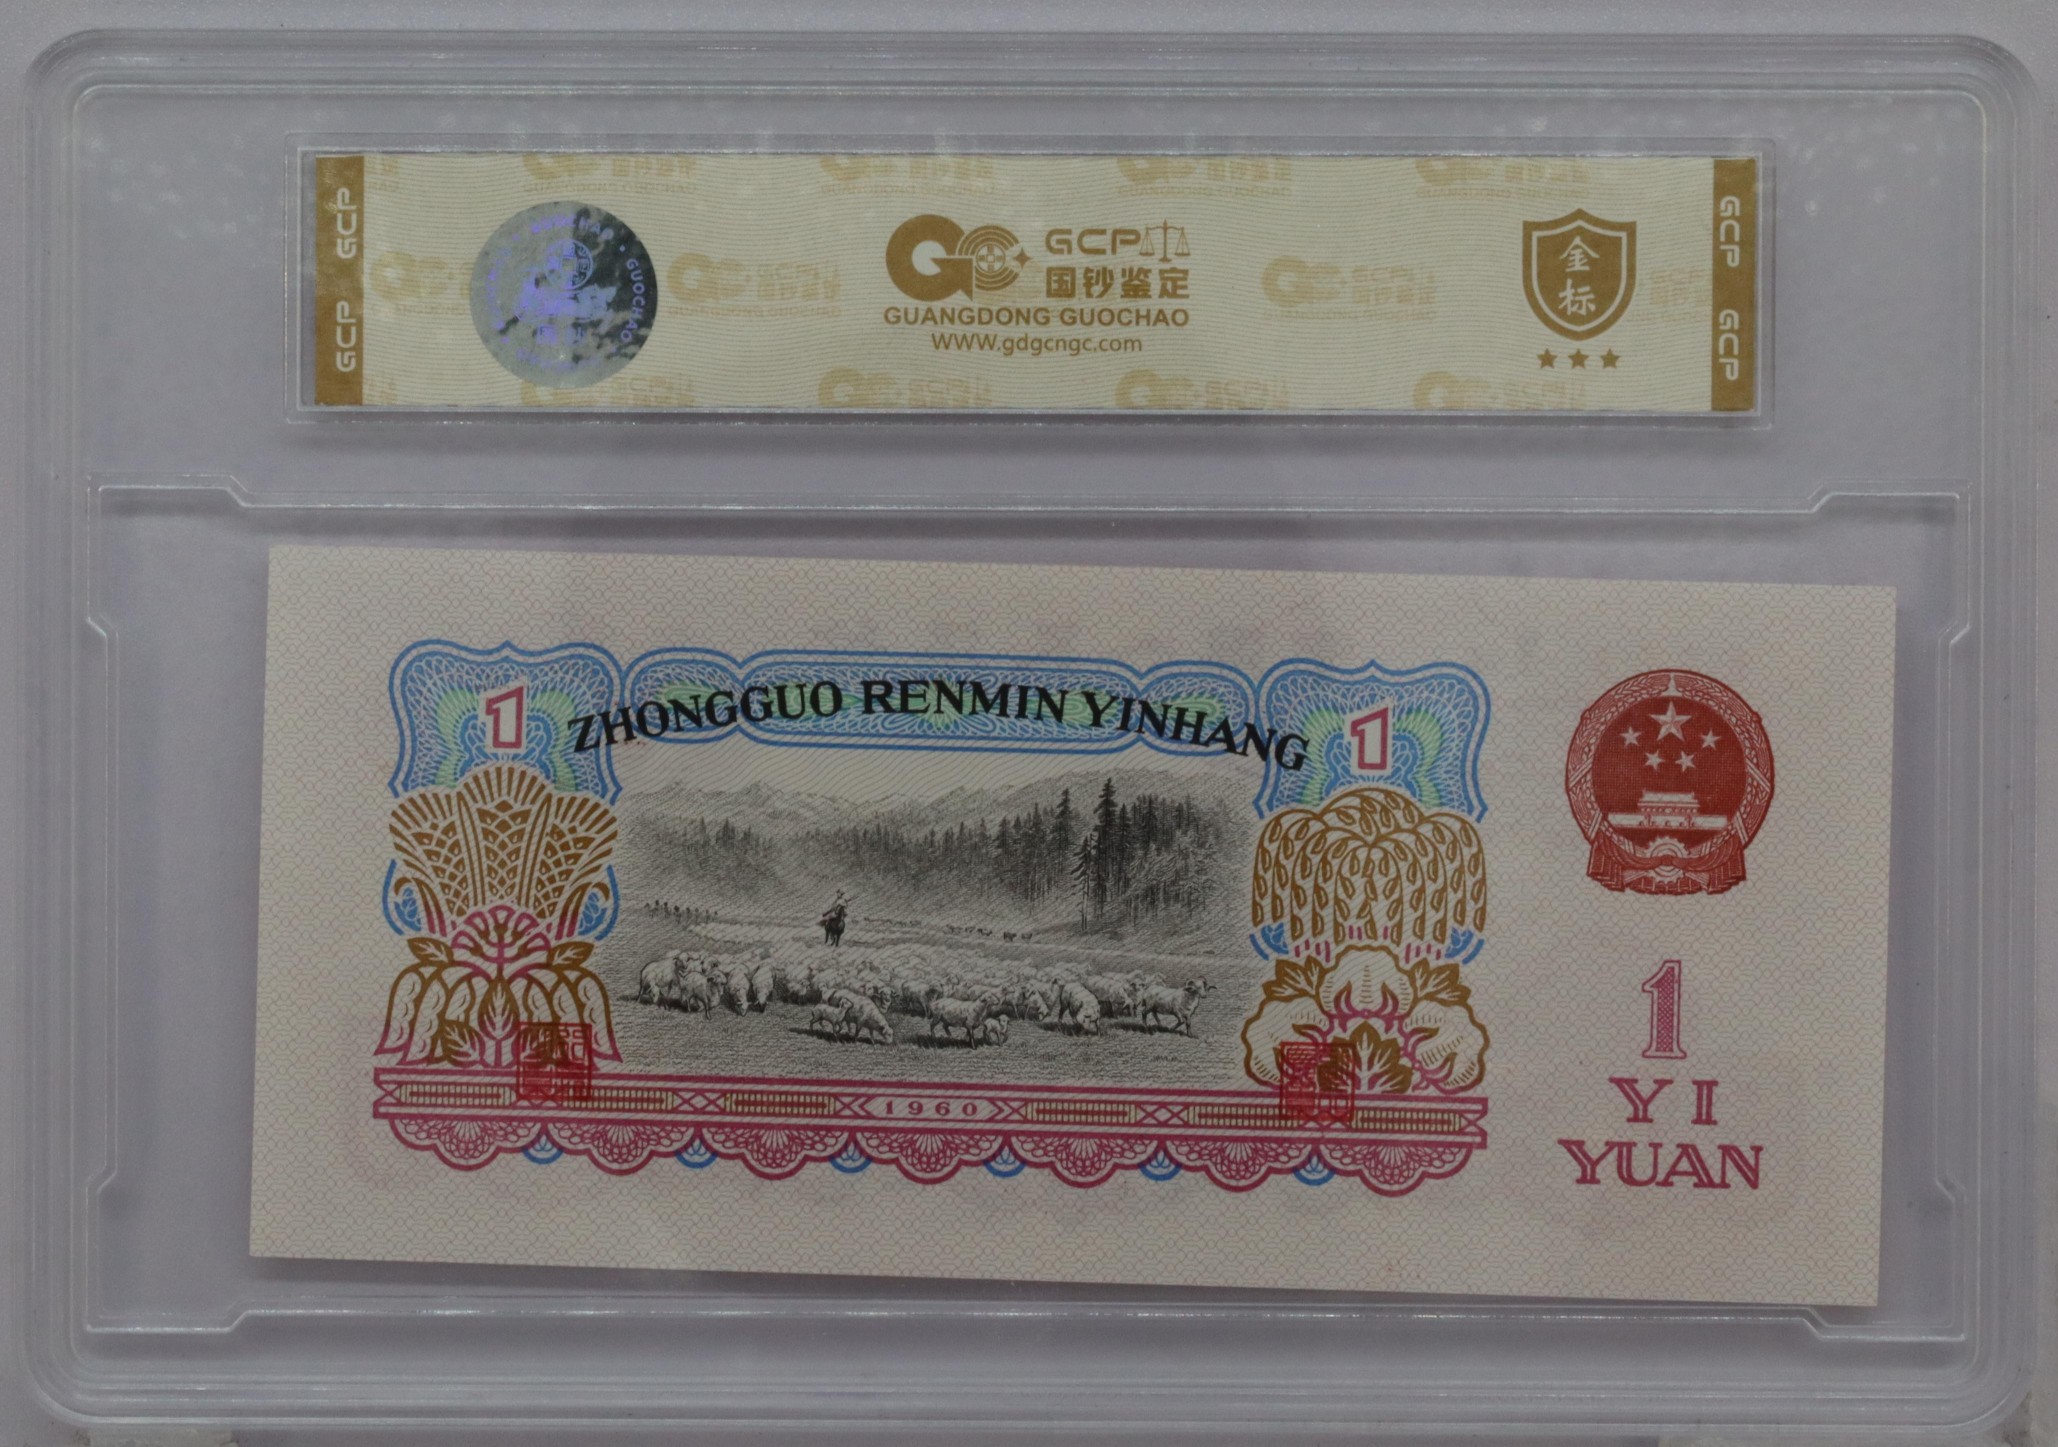 GCP GCP
GUOCHAO
GCP
国钞鉴定
GUANGDONG GUOCHAO
www.gdgcngc.com
金
标
GCP GCP
ZHONGGUO RENMIN YINHANG
1
1
1960
1
YI
YUAN